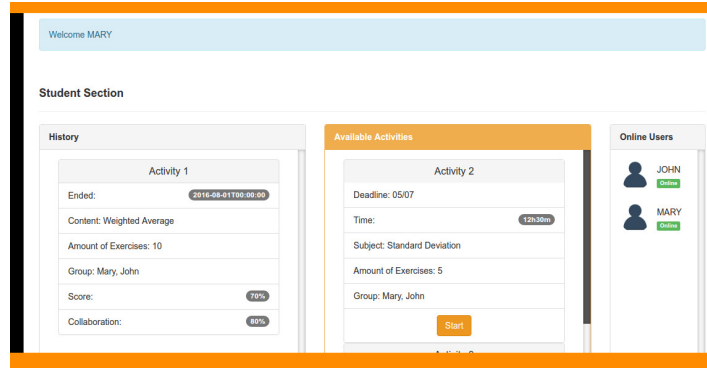 Welcome MARY
Student Section
History
Activity 1
Ended: 2016-08-01T00:00:00
Content: Weighted Average
Amount of Exercises: 10
Group: Mary, John
Score: 70%
Collaboration: 80%
Available Activities
Activity 2
Deadline: 05/07
Time: 12h30m
Subject: Standard Deviation
Amount of Exercises: 5
Group: Mary, John
Start
Online Users
JOHN
Online
MARY
Online